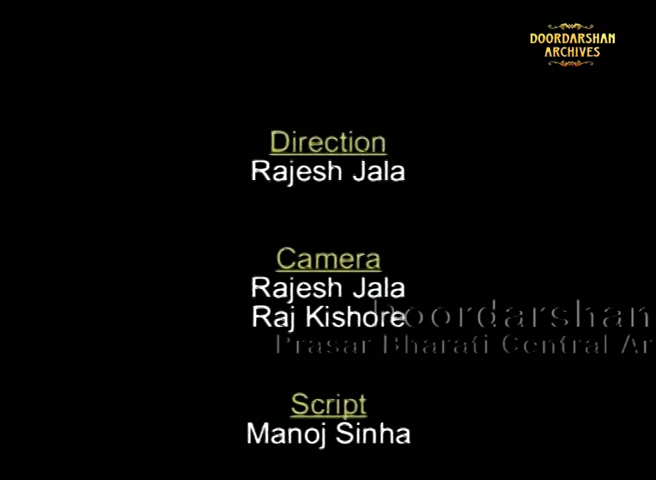 DOORDARSHAN
ARCHIVES
Direction
Rajesh Jala
Camera
Rajesh Jala
Raj Kishore
Doordarshan
Prasar Bharati Central Ar
Script
Manoj Sinha